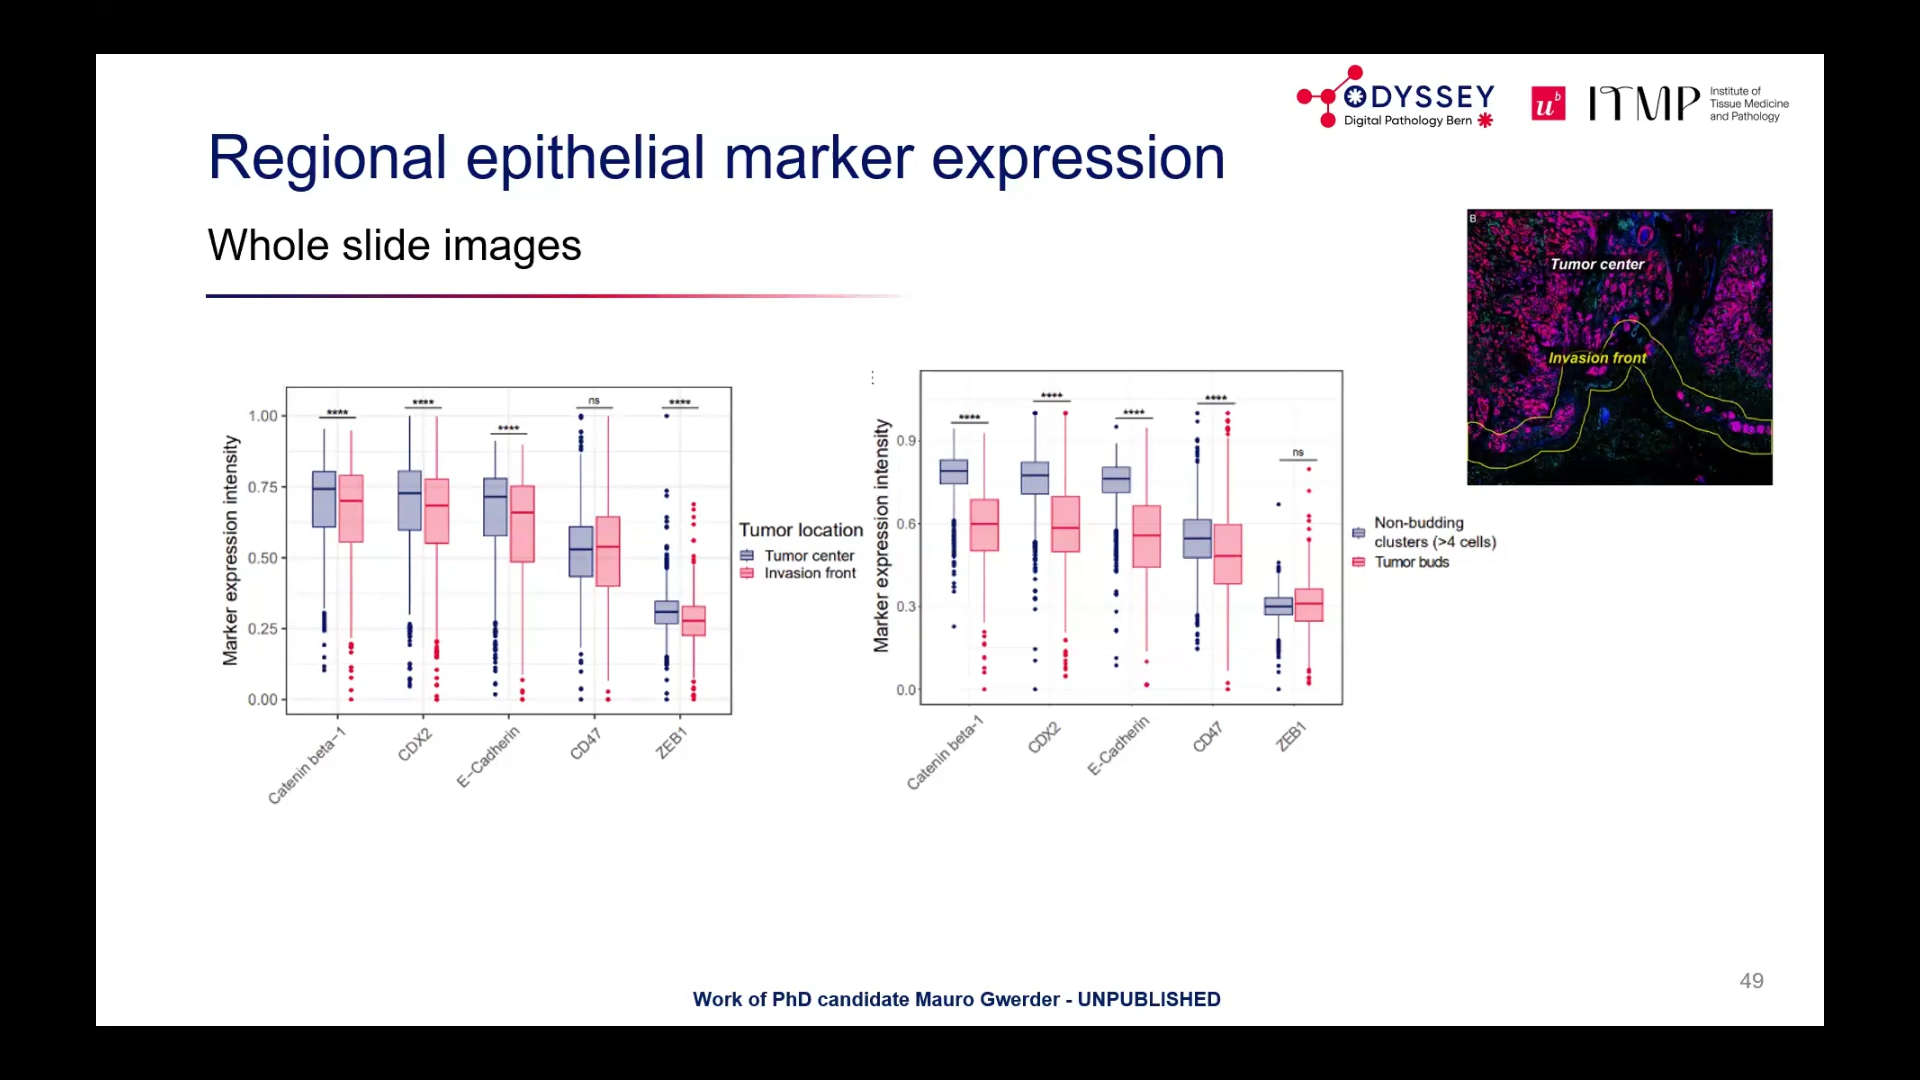 ODYSSEY
Digital Pathology Bern
u b
ITMP
Institute of
Tissue Medicine
and Pathology
Regional epithelial marker expression
Whole slide images
B
Tumor center
Invasion front
Marker expression intensity
1.00
0.75
0.50
0.25
0.00
****
****
****
ns
****
Catenin beta-1
CDX2
E-Cadherin
CD47
ZEB1
Tumor location
Tumor center
Invasion front
Marker expression intensity
0.9
0.6
0.3
0.0
****
****
****
****
ns
Catenin beta-1
CDX2
E-Cadherin
CD47
ZEB1
Non-budding
clusters (>4 cells)
Tumor buds
49
Work of PhD candidate Mauro Gwerder - UNPUBLISHED